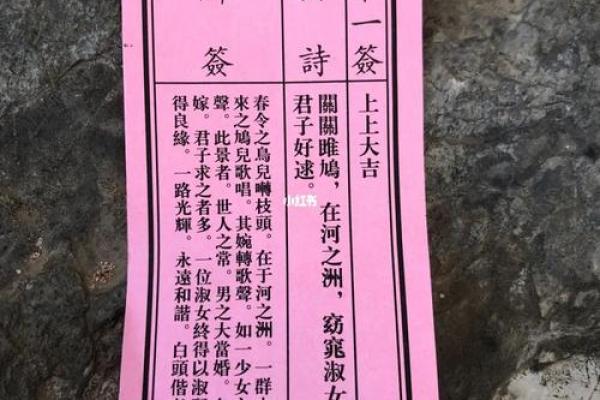 一簽
上上大吉
詩
關關雎鳩，在河之洲，窈窕淑女
君子好逑。
簽
春令之鳥兒囀枝頭。在于河之洲。一群
來之鳩兒歌唱。其婉轉歌聲。如一少女
聲。此景者。世人之常。男之大當婚。
嫁。君子求之者多。一位淑女終得以淑
得良緣。一路光輝。永遠和諧。白頭偕
小红书